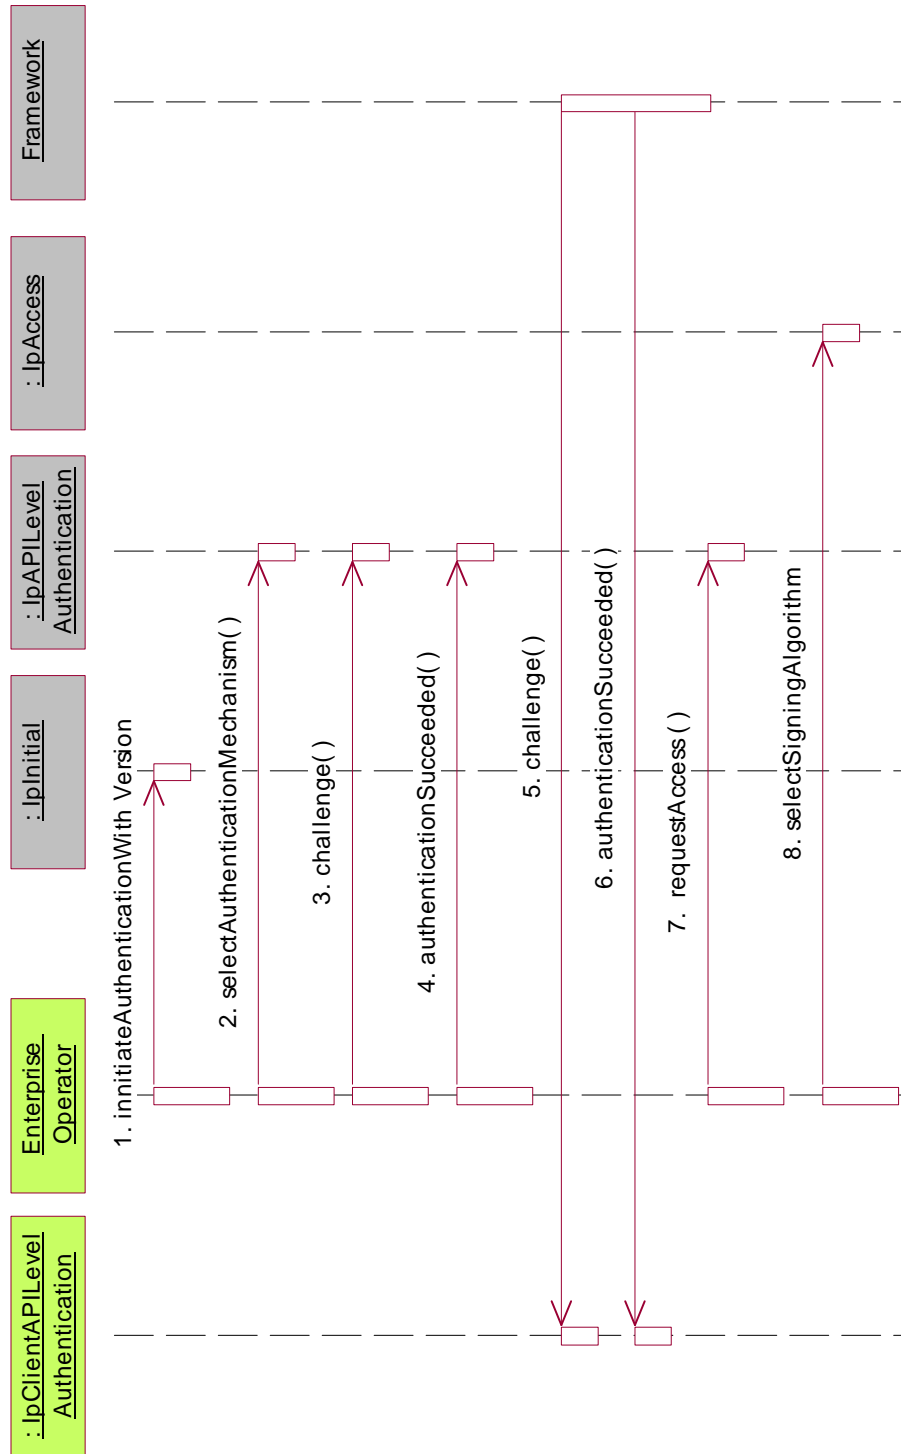 : IpClientAPILevel
Authentication
Enterprise
Operator
: IpInitial
: IpAPILevel
Authentication
: IpAccess
Framework
1. innitiateAuthenticationWith Version
2. selectAuthenticationMechanism( )
3. challenge( )
4. authenticationSucceeded( )
5. challenge( )
6. authenticationSucceeded( )
7. requestAccess( )
8. selectSigningAlgorithm